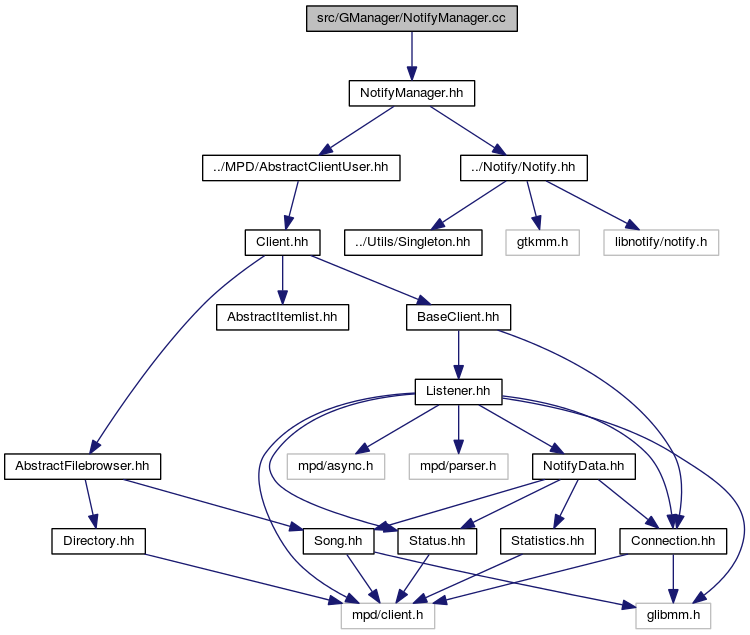 src/GManager/NotifyManager.cc
NotifyManager.hh
../MPD/AbstractClientUser.hh
../Notify/Notify.hh
Client.hh
../Utils/Singleton.hh
gtkmm.h
libnotify/notify.h
AbstractItemlist.hh
BaseClient.hh
Listener.hh
AbstractFilebrowser.hh
mpd/async.h
mpd/parser.h
NotifyData.hh
Directory.hh
Song.hh
Status.hh
Statistics.hh
Connection.hh
mpd/client.h
glibmm.h